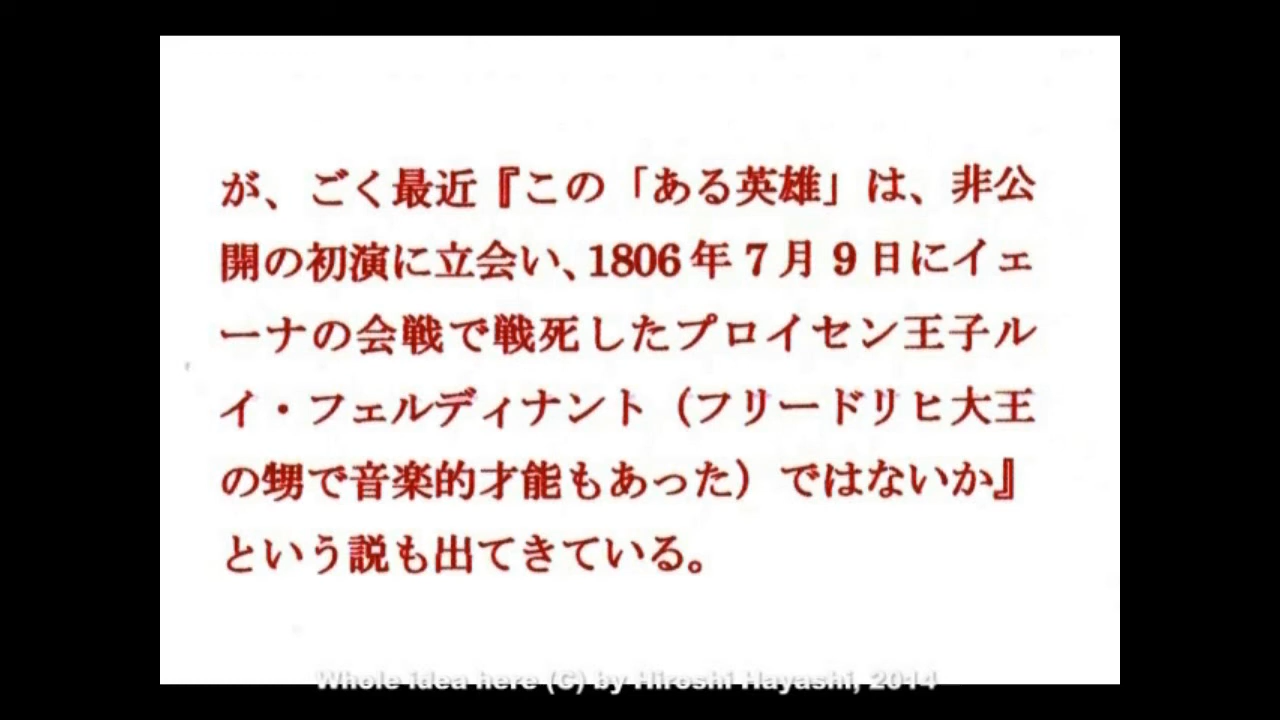 が、ごく最近『この「ある英雄」は、非公
開の初演に立会い、1806年7月9日にイェ
ーナの会戦で戦死したプロイセン王子ル
イ・フェルディナント（フリードリヒ大王
の甥で音楽的才能もあった）ではないか』
という説も出てきている。
Whole idea here (C) by Hiroshi Hayashi, 2014